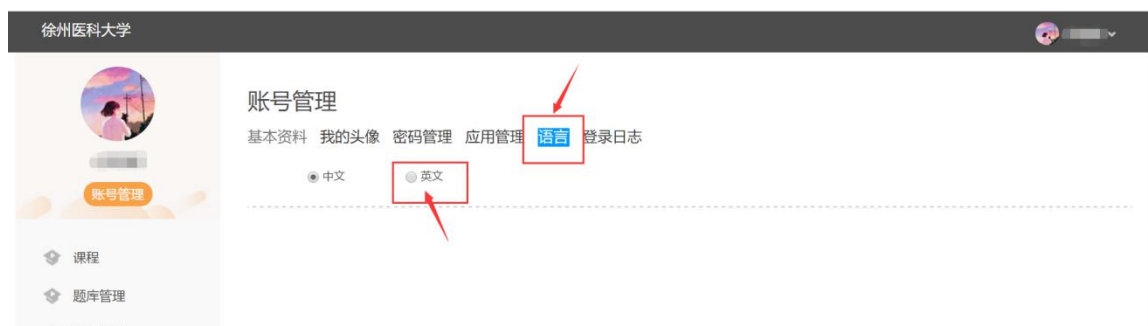 徐州医科大学
账号管理
基本资料 我的头像 密码管理 应用管理 语言 登录日志
中文 英文
账号管理
课程
题库管理